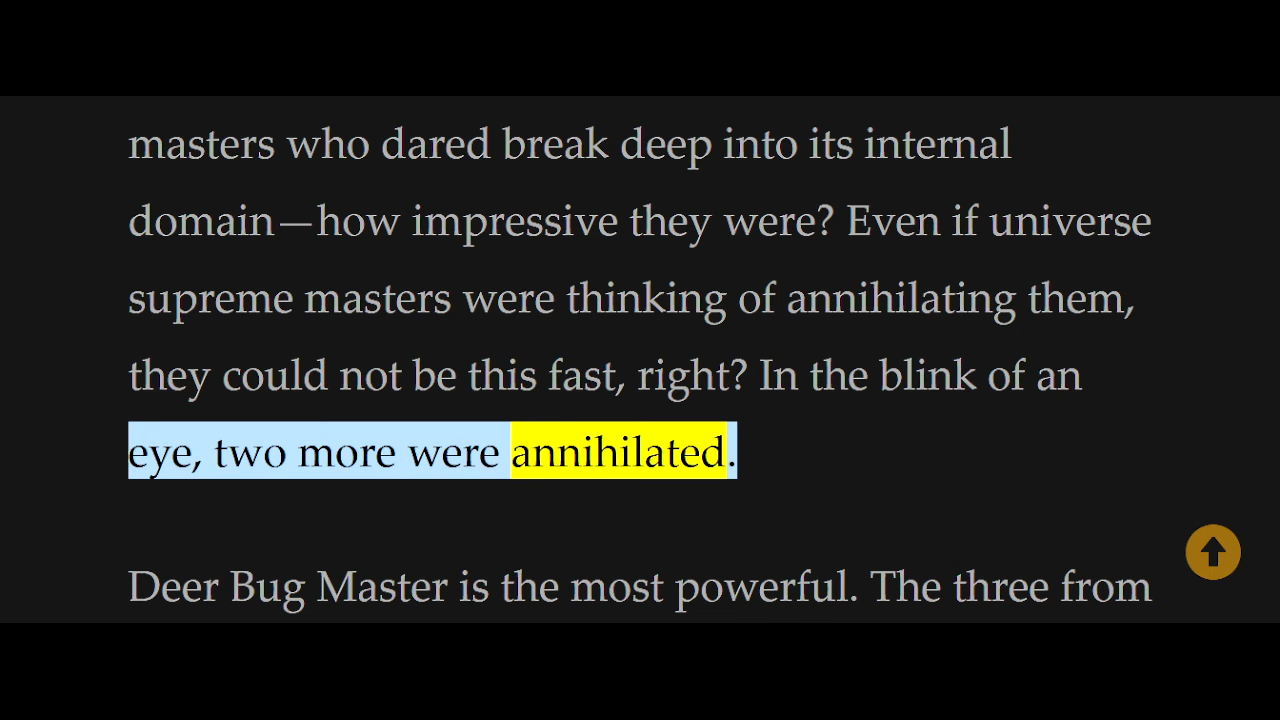 masters who dared break deep into its internal
domain—how impressive they were? Even if universe
supreme masters were thinking of annihilating them,
they could not be this fast, right? In the blink of an
eye, two more were annihilated.
Deer Bug Master is the most powerful. The three from